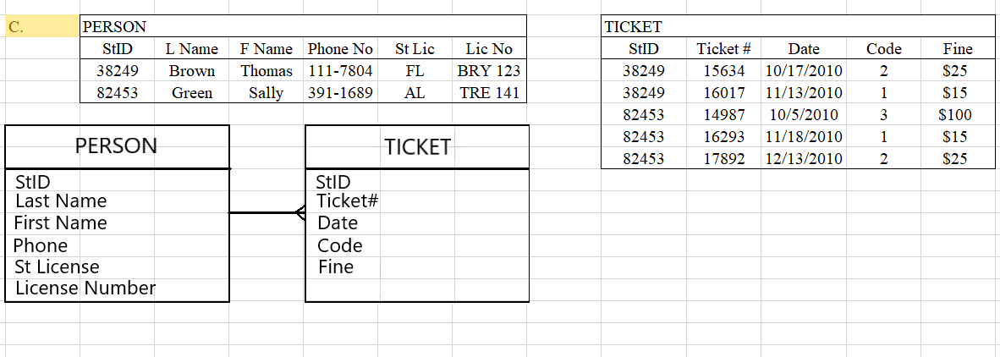 C.
PERSON
StID L Name F Name Phone No St Lic Lic No
38249 Brown Thomas 111-7804 FL BRY 123
82453 Green Sally 391-1689 AL TRE 141
TICKET
StID Ticket # Date Code Fine
38249 15634 10/17/2010 2 $25
38249 16017 11/13/2010 1 $15
82453 14987 10/5/2010 3 $100
82453 16293 11/18/2010 1 $15
82453 17892 12/13/2010 2 $25
PERSON
StID
Last Name
First Name
Phone
St License
License Number
TICKET
StID
Ticket#
Date
Code
Fine